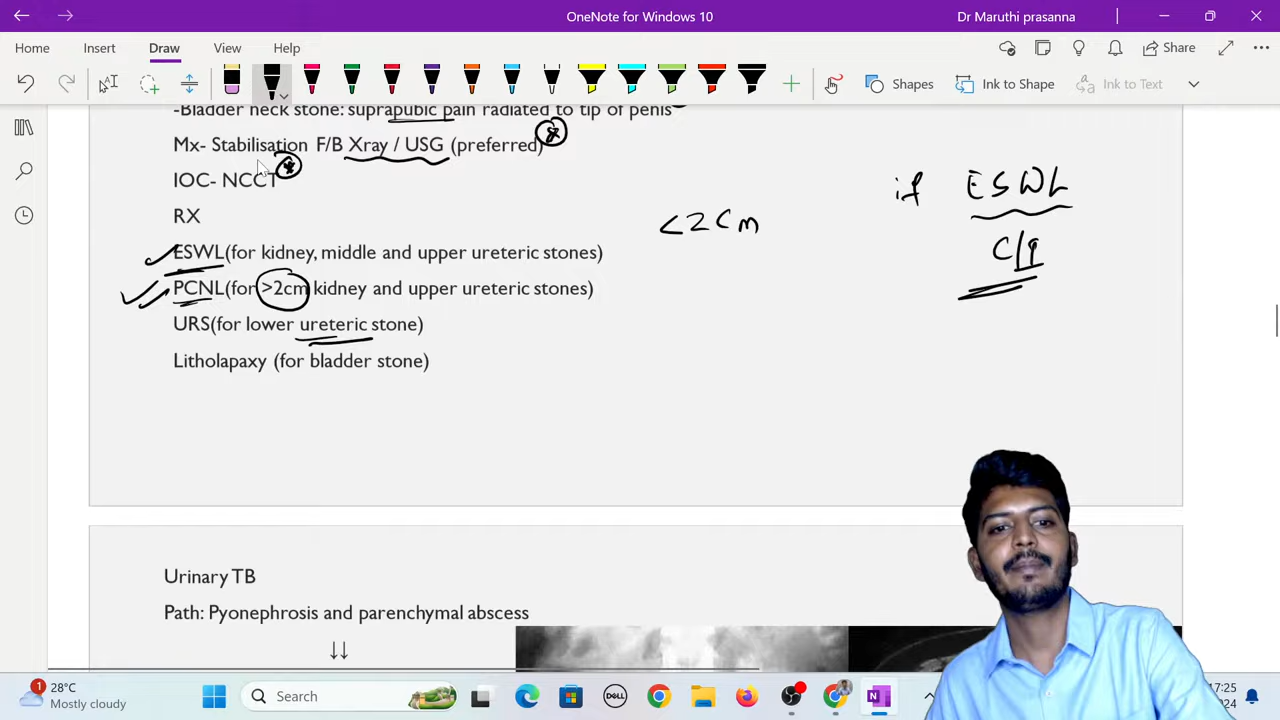 OneNote for Windows 10
Dr Maruthi prasanna
Home Insert Draw View Help
Share
Shapes
Ink to Shape
Ink to Text
-Bladder neck stone: suprapubic pain radiated to tip of penis
Mx- Stabilisation F/B Xray / USG (preferred)
IOC- NCCT
RX
ESWL(for kidney, middle and upper ureteric stones)
PCNL(for >2cm kidney and upper ureteric stones)
URS(for lower ureteric stone)
Litholapaxy (for bladder stone)
<2cm
if ESWL
C/I
Urinary TB
Path: Pyonephrosis and parenchymal abscess
↓↓
1
28°C
Mostly cloudy
Search
DELL
17:25
2024